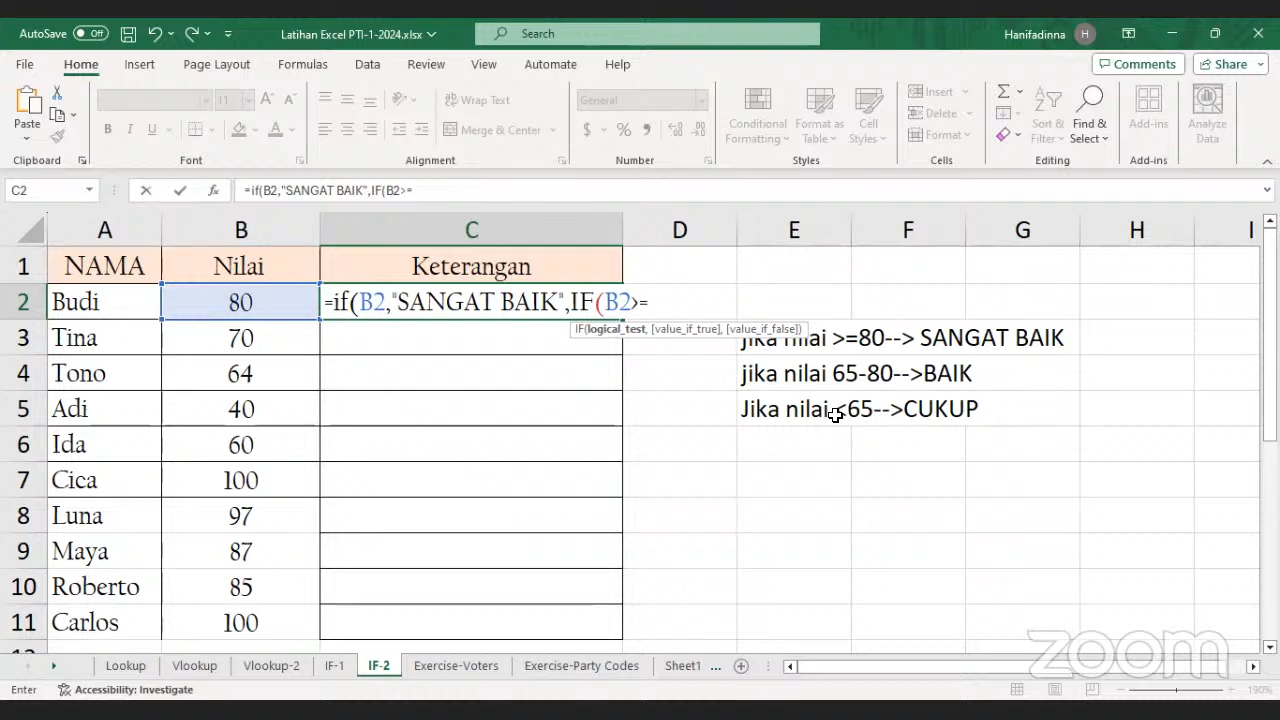 AutoSave Off Latihan Excel PTI-1-2024.xlsx Search Hanifadinna H
File Home Insert Page Layout Formulas Data Review View Automate Help Comments Share
Paste 11 A A Wrap Text General Conditional Formatting Format as Table Cell Styles Insert Delete Format Sort & Filter Find & Select Add-ins Analyze Data
B I U A Merge & Center $ %
Clipboard Font Alignment Number Styles Cells Editing Add-ins
C2 fx =if(B2,"SANGAT BAIK",IF(B2>=
A B C D E F G H I
1 NAMA Nilai Keterangan
2 Budi 80 =if(B2,"SANGAT BAIK",IF(B2>=
IF(logical_test, [value_if_true], [value_if_false])
3 Tina 70 jika nilai >=80--> SANGAT BAIK
4 Tono 64 jika nilai 65-80-->BAIK
5 Adi 40 Jika nilai <65-->CUKUP
6 Ida 60
7 Cica 100
8 Luna 97
9 Maya 87
10 Roberto 85
11 Carlos 100
zoom
Lookup Vlookup Vlookup-2 IF-1 IF-2 Exercise-Voters Exercise-Party Codes Sheet1 ...
Enter Accessibility: Investigate 190%